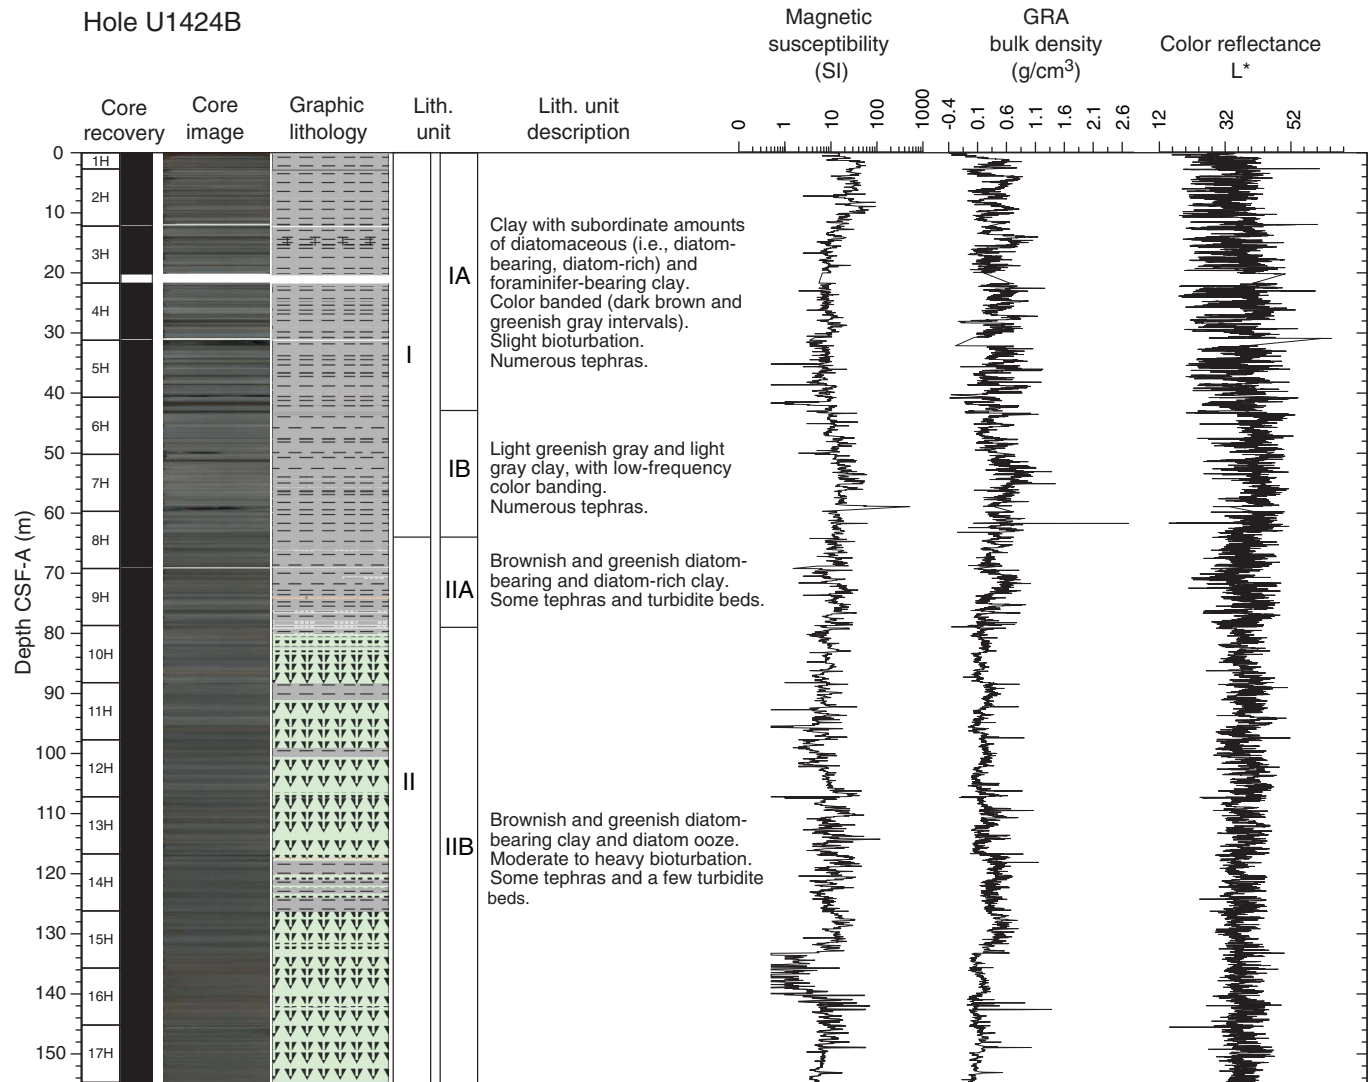 Hole U1424B
Magnetic
susceptibility
(SI)
GRA
bulk density
(g/cm³)
Color reflectance
L*
Core
recovery
Core
image
Graphic
lithology
Lith.
unit
Lith. unit
description
0 1 10 100 1000
-0.4 0.1 0.6 1.1 1.6 2.1 2.6
12 32 52
Depth CSF-A (m)
0
10
20
30
40
50
60
70
80
90
100
110
120
130
140
150
1H
2H
3H
4H
5H
6H
7H
8H
9H
10H
11H
12H
13H
14H
15H
16H
17H
I
II
IA
Clay with subordinate amounts
of diatomaceous (i.e., diatom-
bearing, diatom-rich) and
foraminifer-bearing clay.
Color banded (dark brown and
greenish gray intervals).
Slight bioturbation.
Numerous tephras.
IB
Light greenish gray and light
gray clay, with low-frequency
color banding.
Numerous tephras.
IIA
Brownish and greenish diatom-
bearing and diatom-rich clay.
Some tephras and turbidite beds.
IIB
Brownish and greenish diatom-
bearing clay and diatom ooze.
Moderate to heavy bioturbation.
Some tephras and a few turbidite
beds.